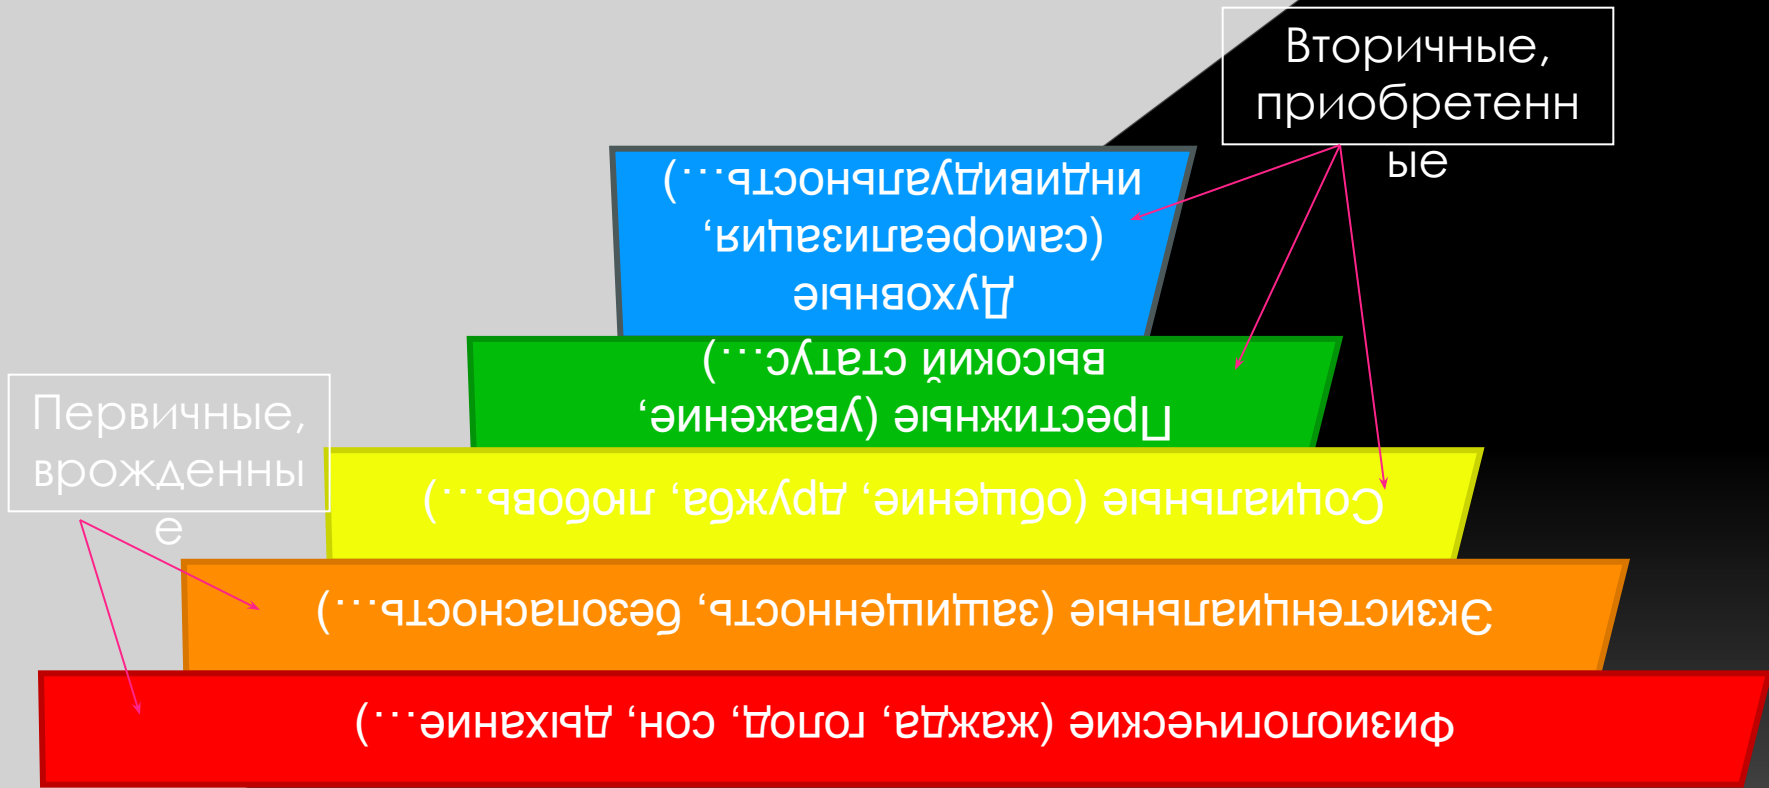 Вторичные,
приобретенн
ые
Духовные
(самореализация,
индивидуальность…)
Престижные (уважение,
высокий статус…)
Первичные,
врожденны
е
Социальные (общение, дружба, любовь…)
Экзистенциальные (защищенность, безопасность…)
Физиологические (жажда, голод, сон, дыхание…)